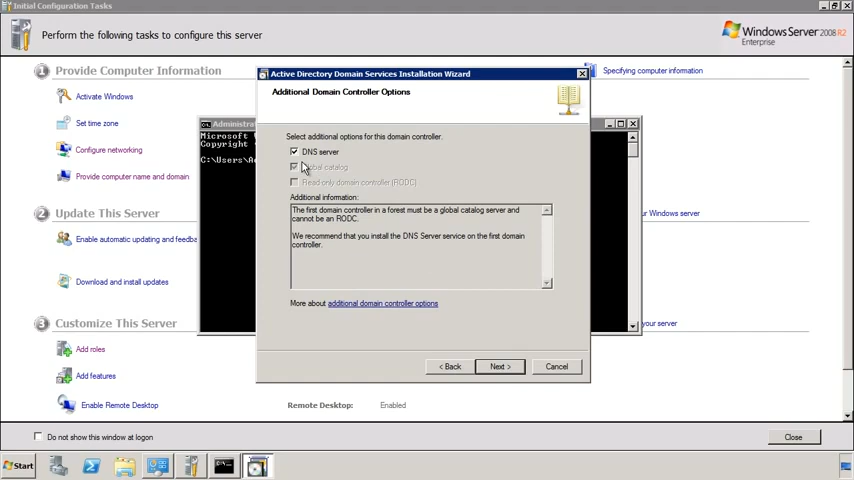 Initial Configuration Tasks
Perform the following tasks to configure this server
Windows Server 2008 R2
Enterprise
1 Provide Computer Information
Specifying computer information
Activate Windows
Set time zone
Configure networking
Provide computer name and domain
2 Update This Server
Windows server
Enable automatic updating and feedba
Download and install updates
3 Customize This Server
your server
Add roles
Add features
Enable Remote Desktop
Remote Desktop: Enabled
Do not show this window at logon
Close
Administra
Microsoft
Copyright
C:\Users\A
Active Directory Domain Services Installation Wizard
Additional Domain Controller Options
Select additional options for this domain controller.
DNS server
catalog
Read-only domain controller (RODC)
Additional information:
The first domain controller in a forest must be a global catalog server and
cannot be an RODC.
We recommend that you install the DNS Server service on the first domain
controller.
More about additional domain controller options
< Back
Next >
Cancel
Start